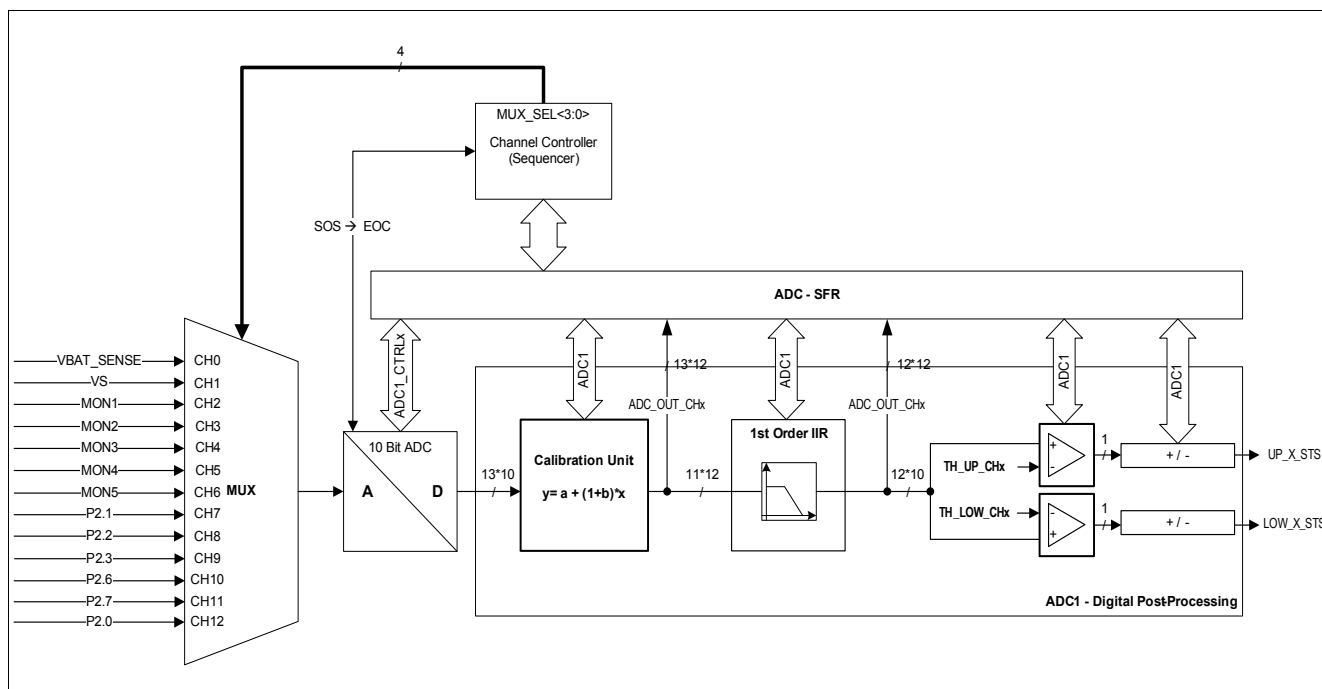 4
MUX_SEL<3:0>
Channel Controller
(Sequencer)
SOS → EOC
ADC - SFR
VBAT_SENSE
CH0
VS
CH1
MON1
CH2
MON2
CH3
MON3
CH4
MON4
CH5
MON5
CH6
MUX
P2.1
CH7
P2.2
CH8
P2.3
CH9
P2.6
CH10
P2.7
CH11
P2.0
CH12
ADC1_CTRLx
10 Bit ADC
A
D
13*10
ADC1
Calibration Unit
y= a + (1+b)*x
13*12
ADC_OUT_CHx
11*12
ADC1
1st Order IIR
12*12
ADC_OUT_CHx
12*10
ADC1
TH_UP_CHx
+
-
1
ADC1
+ / -
UP_X_STS
TH_LOW_CHx
-
+
1
+ / -
LOW_X_STS
ADC1 - Digital Post-Processing